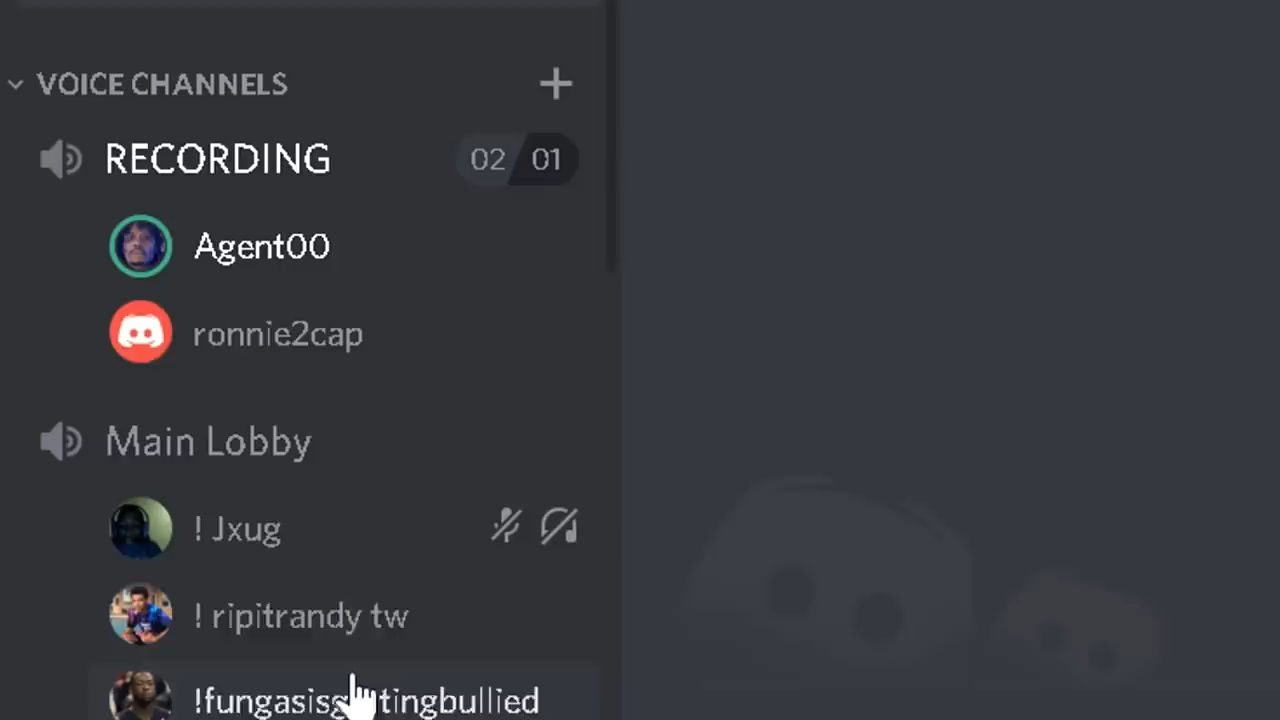 VOICE CHANNELS
RECORDING 02 01
Agent00
ronnie2cap
Main Lobby
! Jxug
! ripitrandy tw